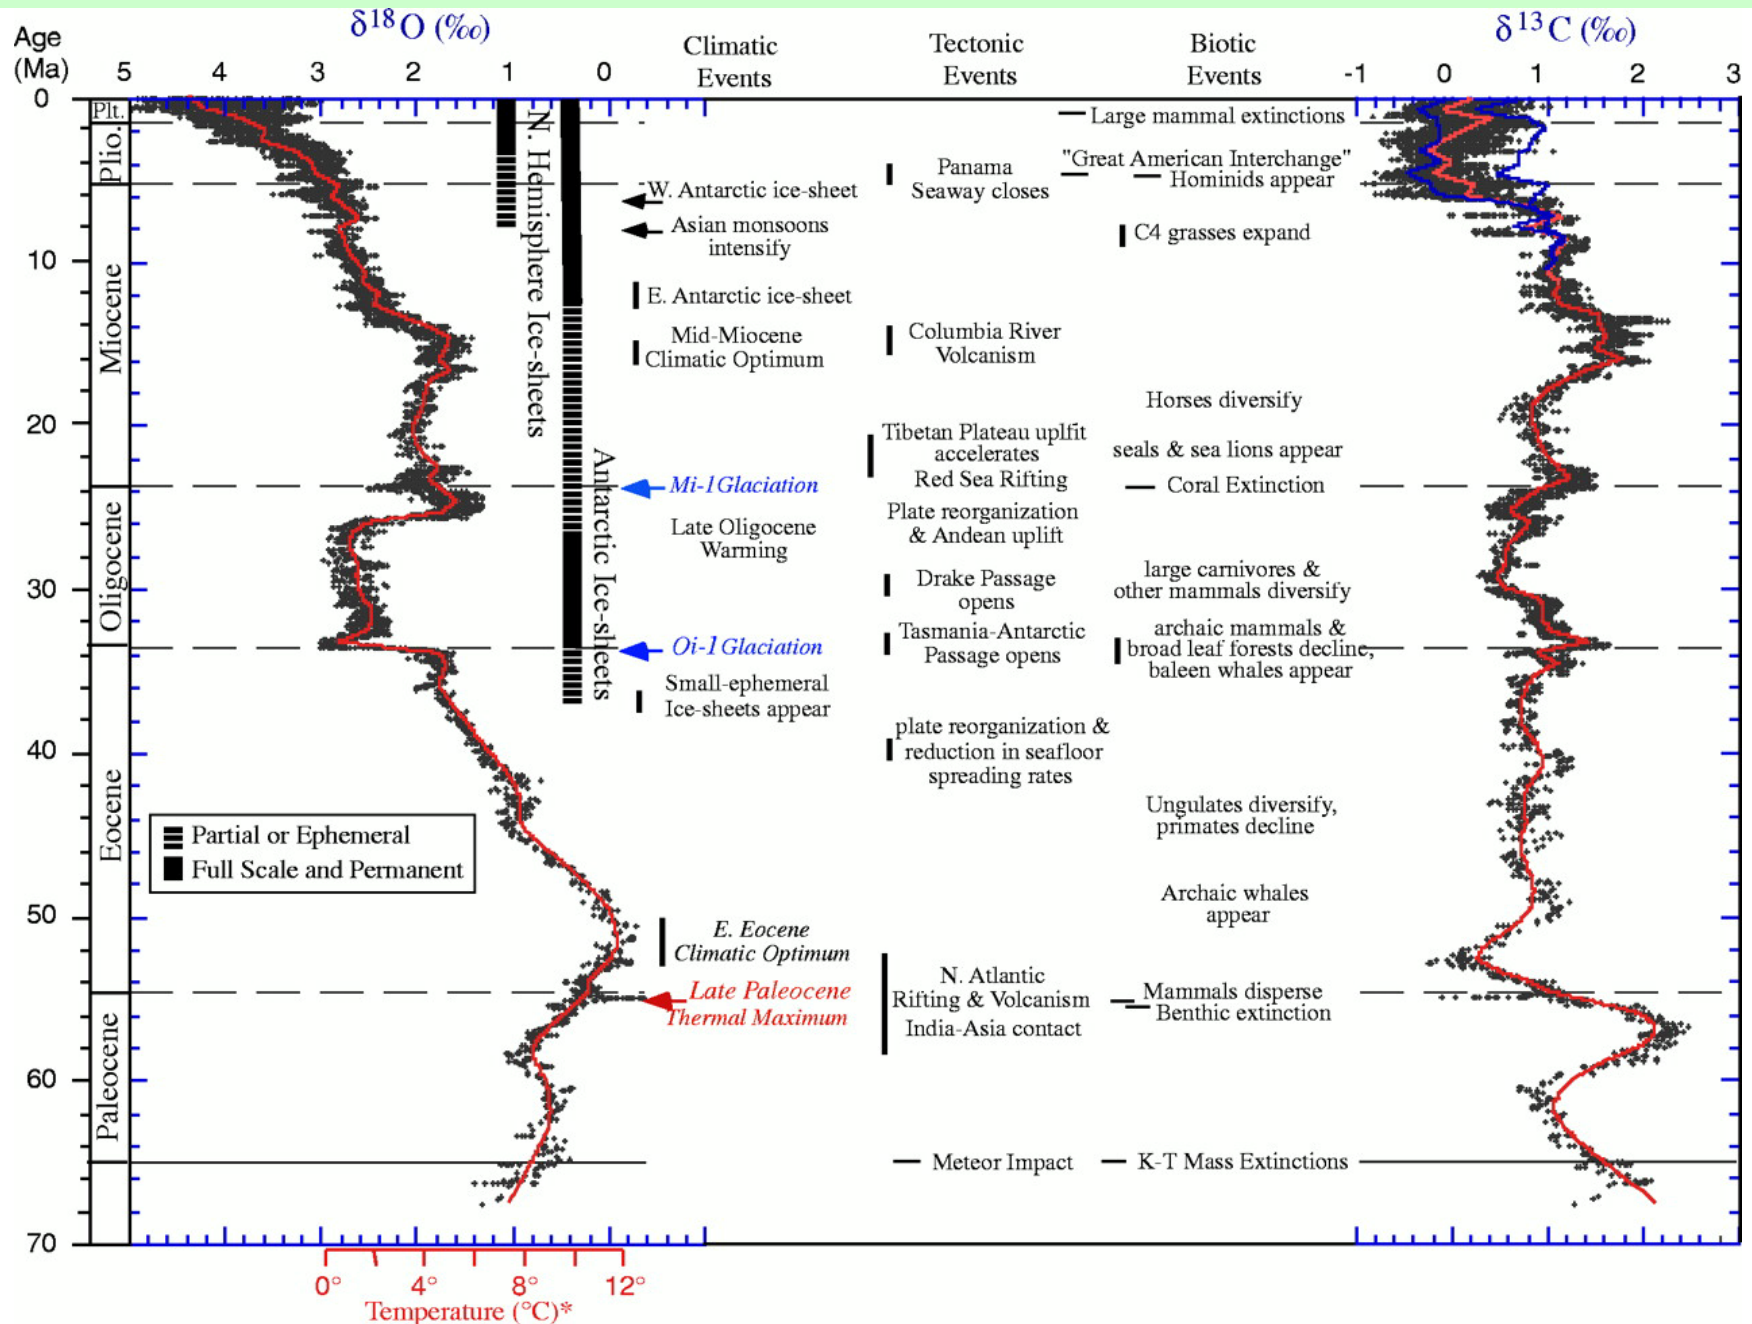 δ18O (‰)
δ13C (‰)
Age
(Ma)
Climatic
Events
Tectonic
Events
Biotic
Events
5 4 3 2 1 0
-1 0 1 2 3
0
10
20
30
40
50
60
70
Plt.
Plio.
Miocene
Oligocene
Eocene
Paleocene
N. Hemisphere Ice-sheets
Antarctic Ice-sheets
W. Antarctic ice-sheet
Asian monsoons
intensify
E. Antarctic ice-sheet
Mid-Miocene
Climatic Optimum
Mi-1Glaciation
Late Oligocene
Warming
Oi-1Glaciation
Small-ephemeral
Ice-sheets appear
E. Eocene
Climatic Optimum
Late Paleocene
Thermal Maximum
Panama
Seaway closes
Columbia River
Volcanism
Tibetan Plateau uplfit
accelerates
Red Sea Rifting
Plate reorganization
& Andean uplift
Drake Passage
opens
Tasmania-Antarctic
Passage opens
plate reorganization &
reduction in seafloor
spreading rates
N. Atlantic
Rifting & Volcanism
India-Asia contact
Meteor Impact
Large mammal extinctions
"Great American Interchange"
Hominids appear
C4 grasses expand
Horses diversify
seals & sea lions appear
Coral Extinction
large carnivores &
other mammals diversify
archaic mammals &
broad leaf forests decline,
baleen whales appear
Ungulates diversify,
primates decline
Archaic whales
appear
Mammals disperse
Benthic extinction
K-T Mass Extinctions
Partial or Ephemeral
Full Scale and Permanent
0° 4° 8° 12°
Temperature (°C)*